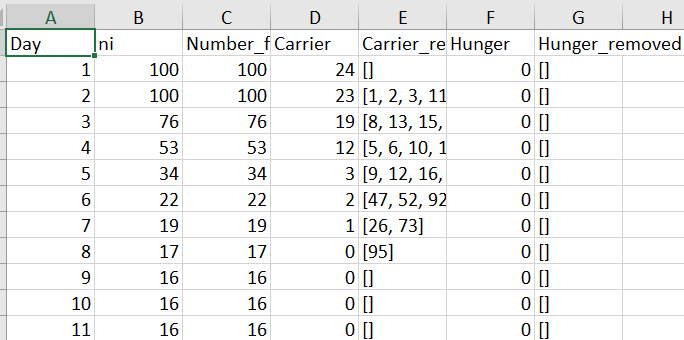 A B C D E F G H
Day ni Number_f Carrier Carrier_re Hunger Hunger_removed
1 100 100 24 [] 0 []
2 100 100 23 [1, 2, 3, 11 0 []
3 76 76 19 [8, 13, 15, 0 []
4 53 53 12 [5, 6, 10, 1 0 []
5 34 34 3 [9, 12, 16, 0 []
6 22 22 2 [47, 52, 92 0 []
7 19 19 1 [26, 73] 0 []
8 17 17 0 [95] 0 []
9 16 16 0 [] 0 []
10 16 16 0 [] 0 []
11 16 16 0 [] 0 []